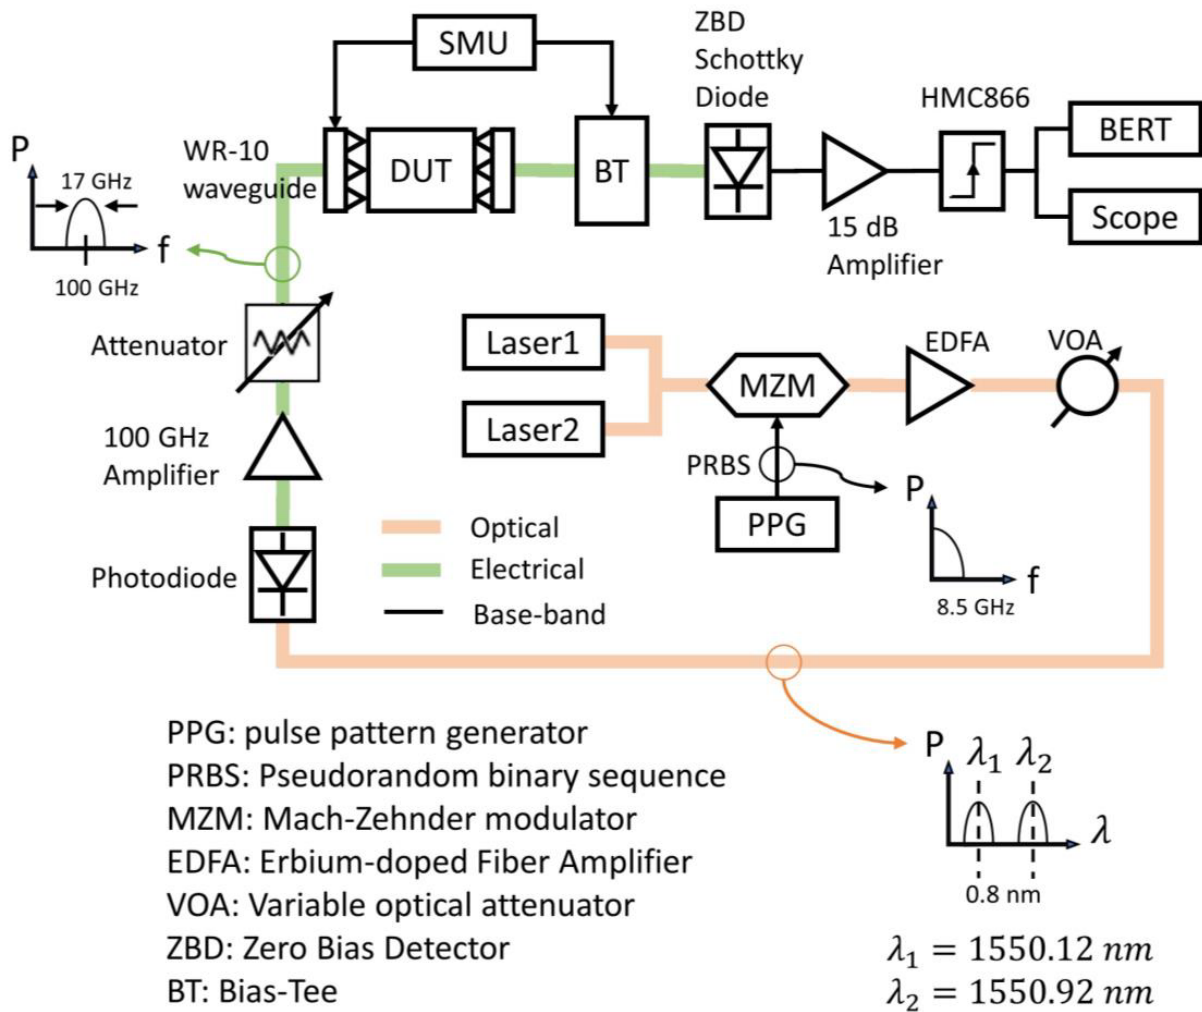 SMU
ZBD
Schottky
Diode
HMC866
BERT
Scope
WR-10
waveguide
DUT
BT
15 dB
Amplifier
P
17 GHz
f
100 GHz
Attenuator
100 GHz
Amplifier
Photodiode
Laser1
Laser2
MZM
EDFA
VOA
PRBS
PPG
P
f
8.5 GHz
Optical
Electrical
Base-band
PPG: pulse pattern generator
PRBS: Pseudorandom binary sequence
MZM: Mach-Zehnder modulator
EDFA: Erbium-doped Fiber Amplifier
VOA: Variable optical attenuator
ZBD: Zero Bias Detector
BT: Bias-Tee
P
λ₁ λ₂
λ
0.8 nm
λ₁ = 1550.12 nm
λ₂ = 1550.92 nm